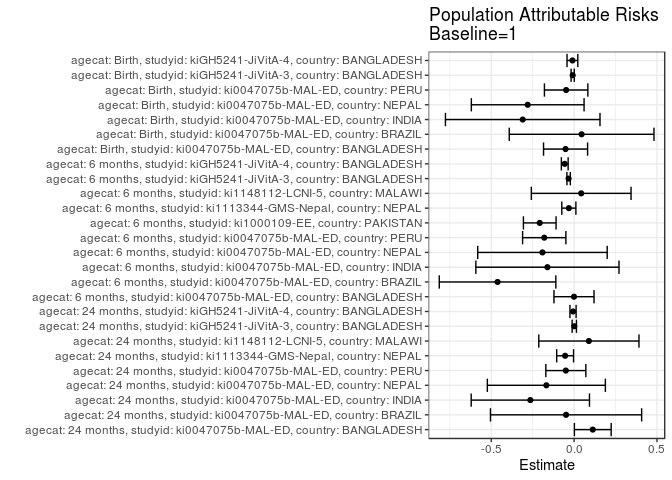 Population Attributable Risks
Baseline=1
agecat: Birth, studyid: kiGH5241-JiVitA-4, country: BANGLADESH
agecat: Birth, studyid: kiGH5241-JiVitA-3, country: BANGLADESH
agecat: Birth, studyid: ki0047075b-MAL-ED, country: PERU
agecat: Birth, studyid: ki0047075b-MAL-ED, country: NEPAL
agecat: Birth, studyid: ki0047075b-MAL-ED, country: INDIA
agecat: Birth, studyid: ki0047075b-MAL-ED, country: BRAZIL
agecat: Birth, studyid: ki0047075b-MAL-ED, country: BANGLADESH
agecat: 6 months, studyid: kiGH5241-JiVitA-4, country: BANGLADESH
agecat: 6 months, studyid: kiGH5241-JiVitA-3, country: BANGLADESH
agecat: 6 months, studyid: ki1148112-LCNI-5, country: MALAWI
agecat: 6 months, studyid: ki1113344-GMS-Nepal, country: NEPAL
agecat: 6 months, studyid: ki1000109-EE, country: PAKISTAN
agecat: 6 months, studyid: ki0047075b-MAL-ED, country: PERU
agecat: 6 months, studyid: ki0047075b-MAL-ED, country: NEPAL
agecat: 6 months, studyid: ki0047075b-MAL-ED, country: INDIA
agecat: 6 months, studyid: ki0047075b-MAL-ED, country: BRAZIL
agecat: 6 months, studyid: ki0047075b-MAL-ED, country: BANGLADESH
agecat: 24 months, studyid: kiGH5241-JiVitA-4, country: BANGLADESH
agecat: 24 months, studyid: kiGH5241-JiVitA-3, country: BANGLADESH
agecat: 24 months, studyid: ki1148112-LCNI-5, country: MALAWI
agecat: 24 months, studyid: ki1113344-GMS-Nepal, country: NEPAL
agecat: 24 months, studyid: ki0047075b-MAL-ED, country: PERU
agecat: 24 months, studyid: ki0047075b-MAL-ED, country: NEPAL
agecat: 24 months, studyid: ki0047075b-MAL-ED, country: INDIA
agecat: 24 months, studyid: ki0047075b-MAL-ED, country: BRAZIL
agecat: 24 months, studyid: ki0047075b-MAL-ED, country: BANGLADESH
-0.5 0.0 0.5
Estimate